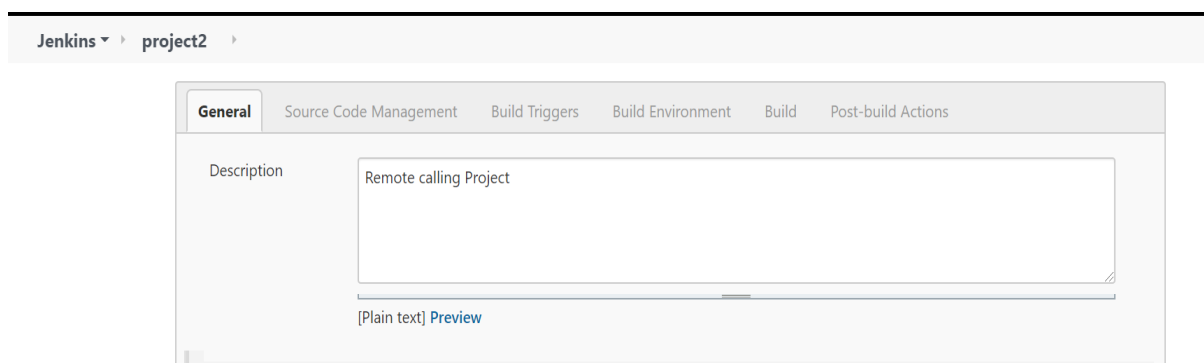 Jenkins project2
General Source Code Management Build Triggers Build Environment Build Post-build Actions
Description
Remote calling Project
[Plain text] Preview